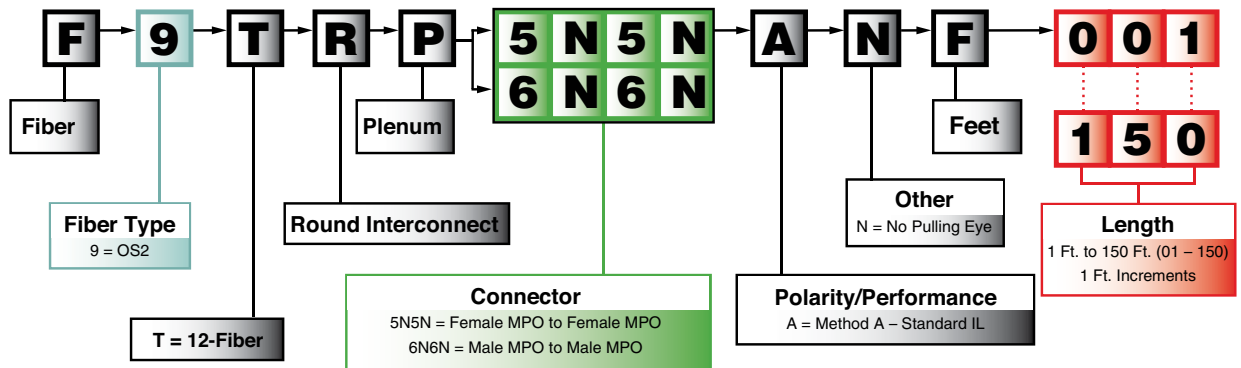 F 9 T R P 5 N 5 N A N F 0 0 1
6 N 6 N
1 5 0
Fiber
Plenum
Feet
Fiber Type
9 = OS2
Round Interconnect
Other
N = No Pulling Eye
Length
1 Ft. to 150 Ft. (01 – 150)
1 Ft. Increments
T = 12-Fiber
Connector
5N5N = Female MPO to Female MPO
6N6N = Male MPO to Male MPO
Polarity/Performance
A = Method A – Standard IL